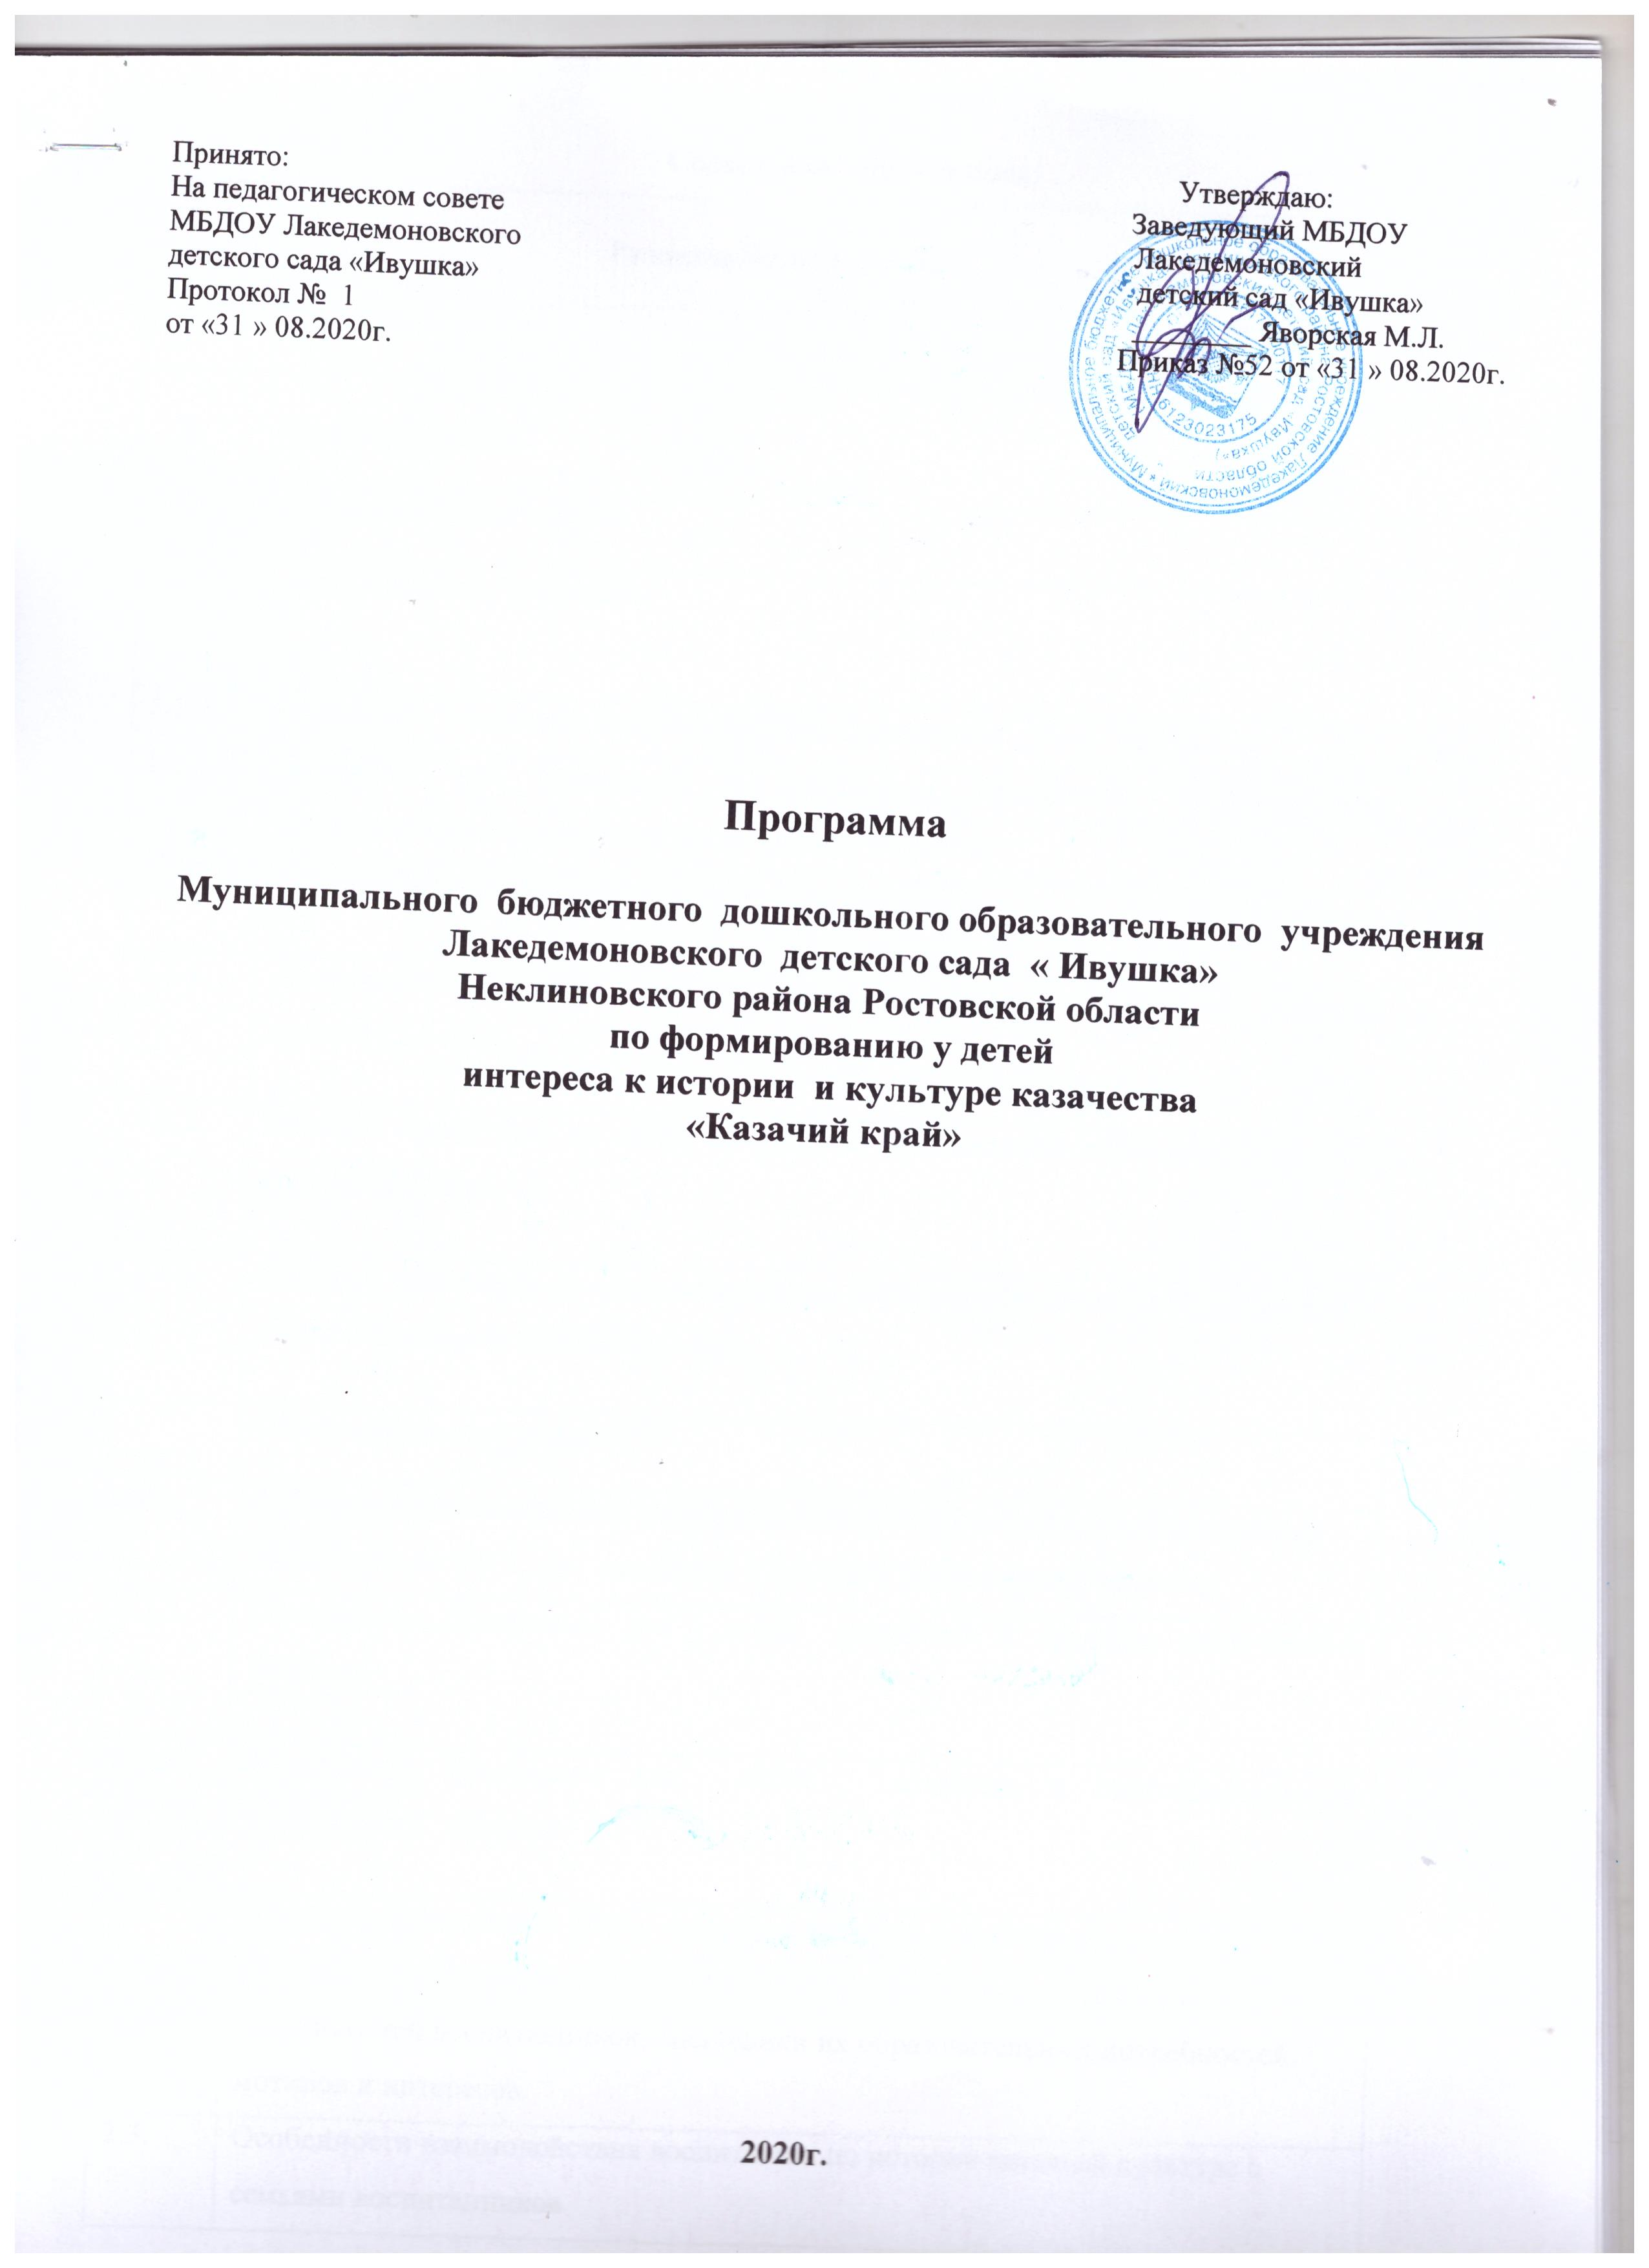 Принято:
На педагогическом совете
МБДОУ Лакедемоновского
детского сада «Ивушка»
Протокол № 1
от «31 » 08.2020г.
Утверждаю:
Заведующий МБДОУ
Лакедемоновский
детский сад «Ивушка»
_________ Яворская М.Л.
Приказ №52 от «31 » 08.2020г.
6123023175
Программа
Муниципального бюджетного дошкольного образовательного учреждения
Лакедемоновского детского сада « Ивушка»
Неклиновского района Ростовской области
по формированию у детей
интереса к истории и культуре казачества
«Казачий край»
2020г.